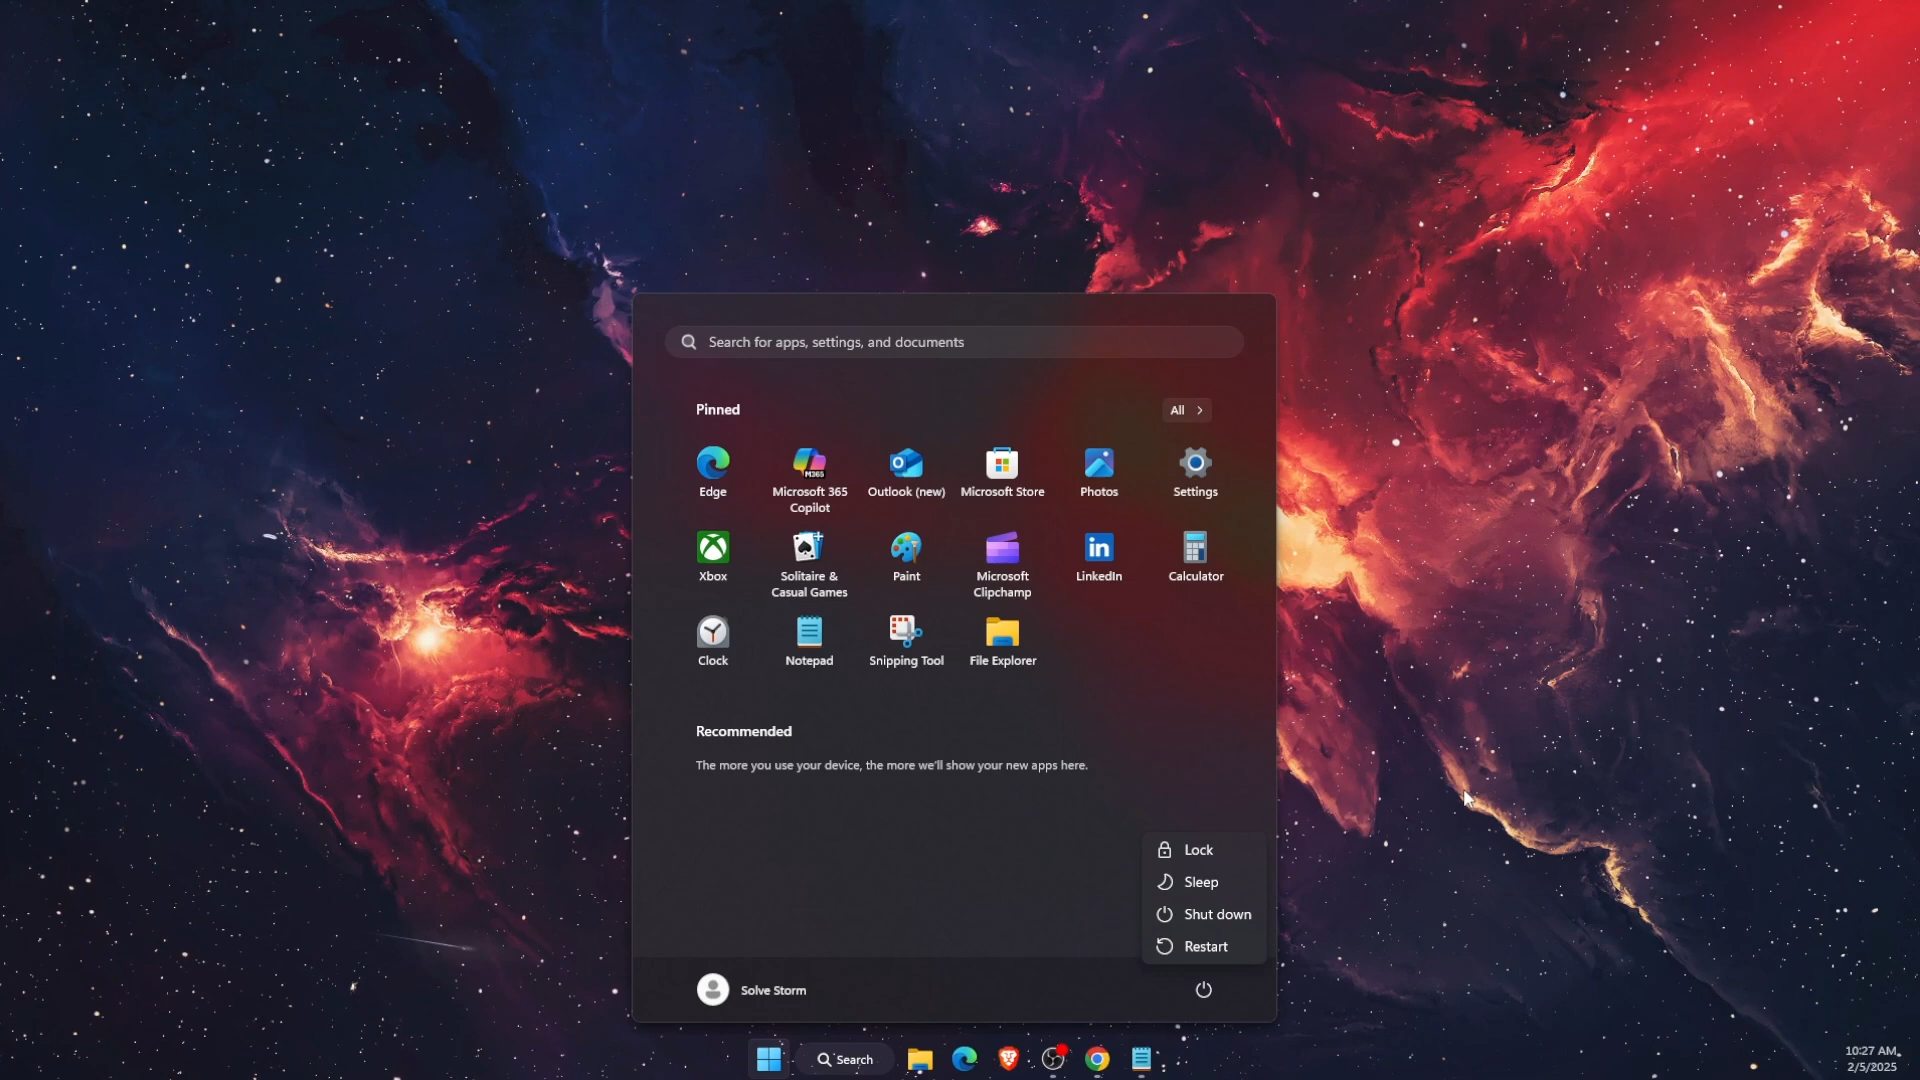 Search for apps, settings, and documents
Pinned
All
Edge
Microsoft 365
Copilot
Outlook (new)
Microsoft Store
Photos
Settings
Xbox
Solitaire &
Casual Games
Paint
Microsoft
Clipchamp
LinkedIn
Calculator
Clock
Notepad
Snipping Tool
File Explorer
M365
in
Recommended
The more you use your device, the more we'll show your new apps here.
Lock
Sleep
Shut down
Restart
Solve Storm
Search
10:27 AM
2/5/2025